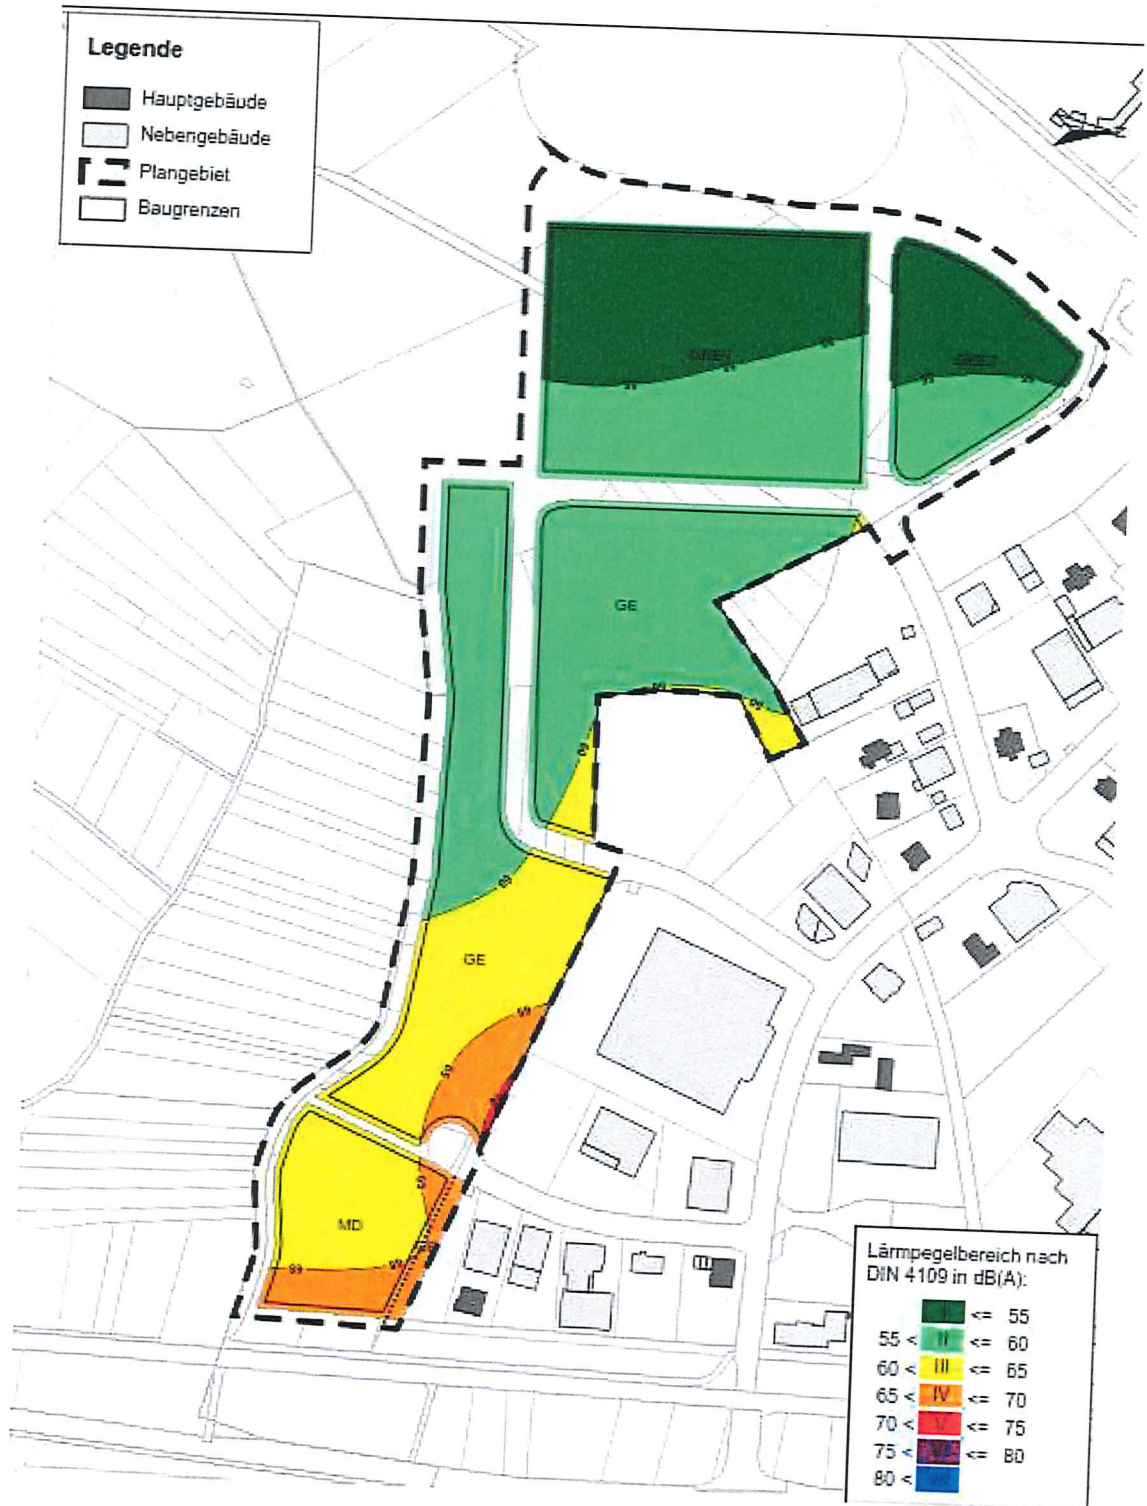 Legende
Hauptgebäude
Nebengebäude
Plangebiet
Baugrenzen
GE
GE
MD
Lärmpegelbereich nach
DIN 4109 in dB(A):
<= 55
55 < II <= 60
60 < III <= 65
65 < IV <= 70
70 < V <= 75
75 < <= 80
80 <